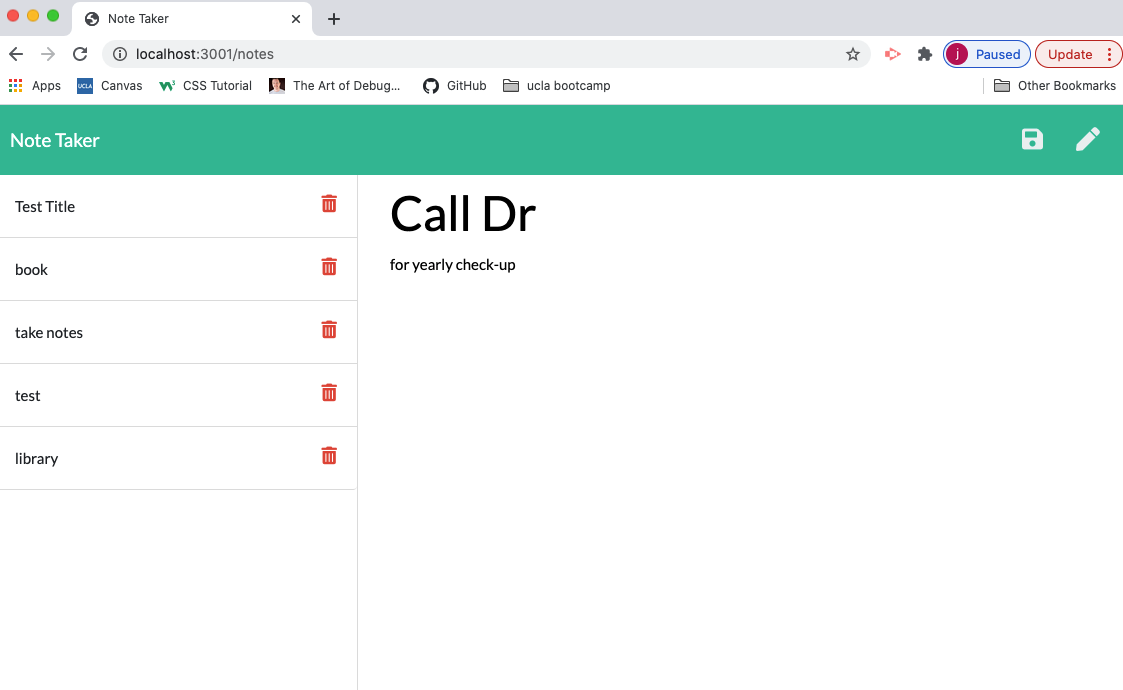 Note Taker
localhost:3001/notes
j Paused Update
Apps UCLA Canvas W3 CSS Tutorial The Art of Debug... GitHub ucla bootcamp Other Bookmarks
Note Taker
Test Title
book
take notes
test
library
Call Dr
for yearly check-up